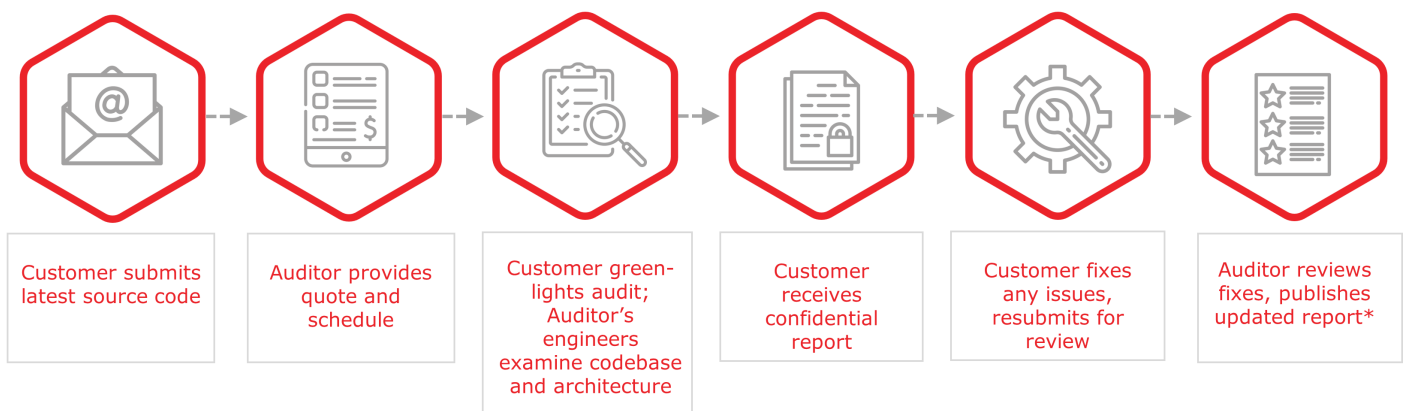 @
$
Customer submits
latest source code
Auditor provides
quote and
schedule
Customer green-
lights audit;
Auditor's
engineers
examine codebase
and architecture
Customer
receives
confidential
report
Customer fixes
any issues,
resubmits for
review
Auditor reviews
fixes, publishes
updated report*